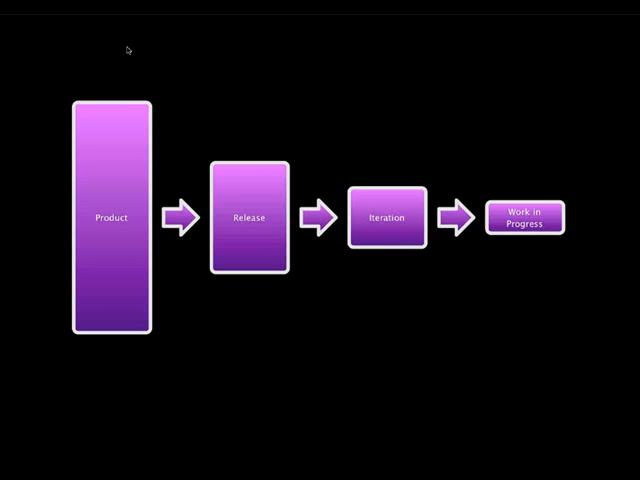 Product
Release
Iteration
Work in
Progress